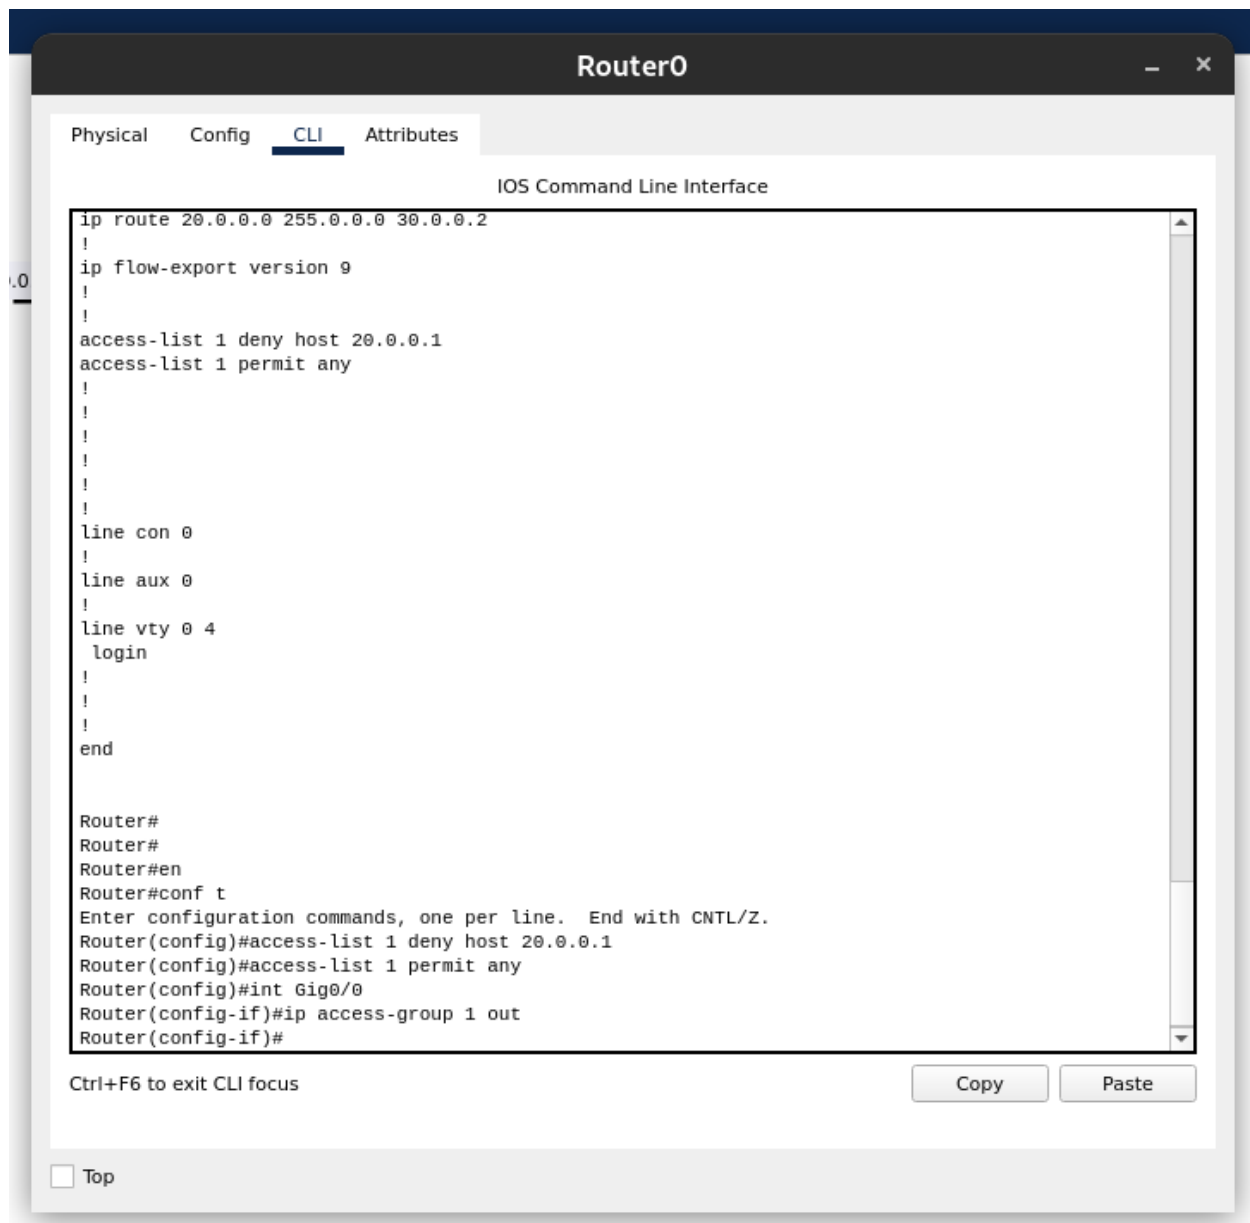 Router0
Physical Config CLI Attributes
IOS Command Line Interface
ip route 20.0.0.0 255.0.0.0 30.0.0.2
!
ip flow-export version 9
!
!
access-list 1 deny host 20.0.0.1
access-list 1 permit any
!
!
!
!
!
!
line con 0
!
line aux 0
!
line vty 0 4
 login
!
!
!
end
Router#
Router#
Router#en
Router#conf t
Enter configuration commands, one per line.  End with CNTL/Z.
Router(config)#access-list 1 deny host 20.0.0.1
Router(config)#access-list 1 permit any
Router(config)#int Gig0/0
Router(config-if)#ip access-group 1 out
Router(config-if)#
Ctrl+F6 to exit CLI focus
Copy
Paste
Top